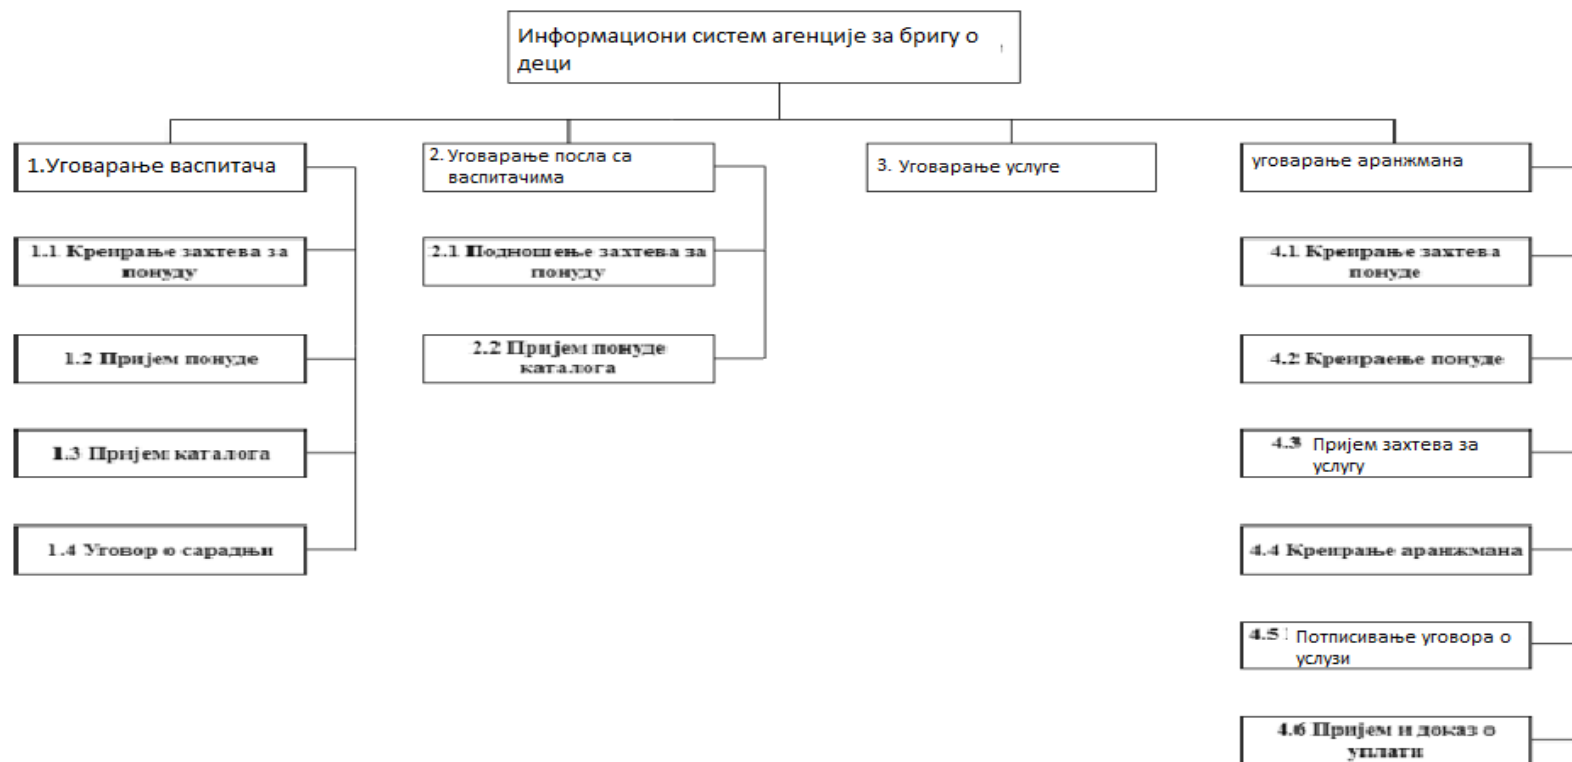 Информациони систем агенције за бригу о
деци
1.Уговарање васпитача
2. Уговарање посла са
васпитачима
3. Уговарање услуге
уговарање аранжмана
1.1 Креирање захтева за
понуду
2.1 Подношење захтева за
понуду
4.1 Креирање захтева
понуде
1.2 Пријем понуде
2.2 Пријем понуде
каталога
4.2 Креираење понуде
1.3 Пријем каталога
4.3 Пријем захтева за
услугу
1.4 Уговор о сарадњи
4.4 Креирање аранжмана
4.5 Потписивање уговора о
услузи
4.6 Пријем и доказ о
уплати